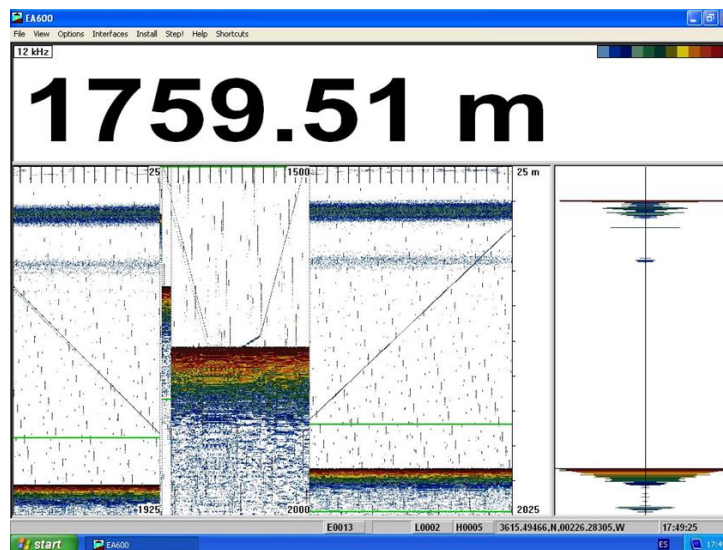 EA600
File View Options Interfaces Install Step! Help Shortcuts
12 kHz
1759.51 m
25 1500 25 m
1925 2000 2025
E0013 L0002 H0005 3615.49466,N,00226.28305,W 17:49:25
start EA600 ES